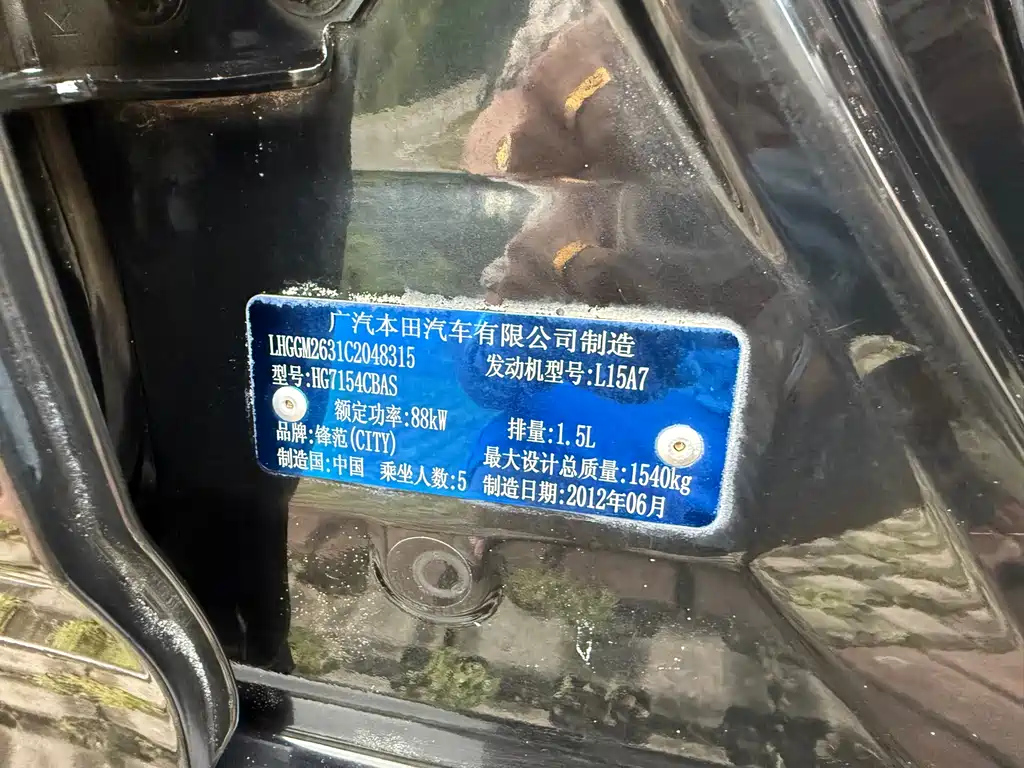 广汽本田汽车有限公司制造
LHGGM2631C2048315
发动机型号:L15A7
型号:HG7154CBAS
额定功率:88kW
排量:1.5L
品牌:锋范(CITY)
最大设计总质量:1540kg
制造国:中国 乘坐人数:5
制造日期:2012年06月